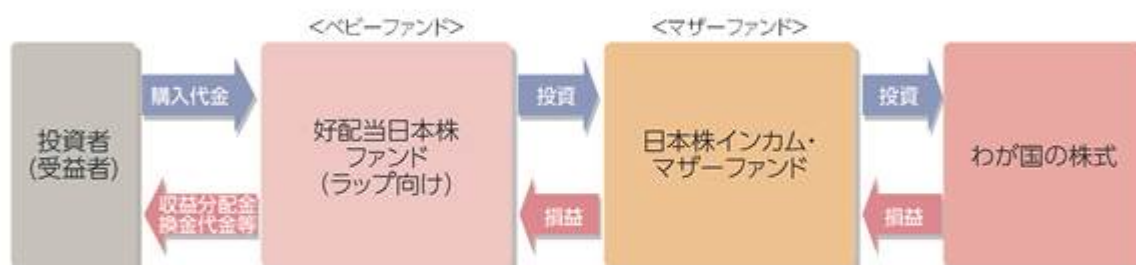 <ベビーファンド>
<マザーファンド>
投資者
(受益者)
購入代金
収益分配金
換金代金等
好配当日本株
ファンド
(ラップ向け)
投資
損益
日本株インカム・
マザーファンド
投資
損益
わが国の株式